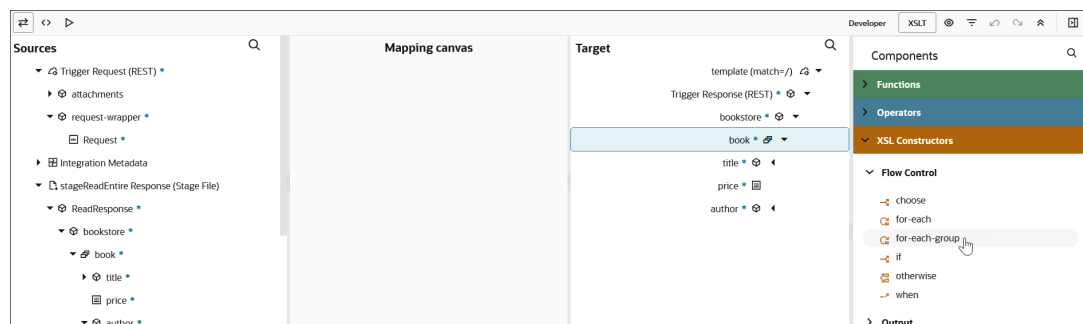 Developer XSLT
Sources
Trigger Request (REST) *
attachments
request-wrapper *
Request *
Integration Metadata
stageReadEntire Response (Stage File)
ReadResponse *
bookstore *
book *
title *
price *
author *
Mapping canvas
Target
template (match=/)
Trigger Response (REST) *
bookstore *
book *
title *
price *
author *
Components
Functions
Operators
XSL Constructors
Flow Control
choose
for-each
for-each-group
if
otherwise
when
Output